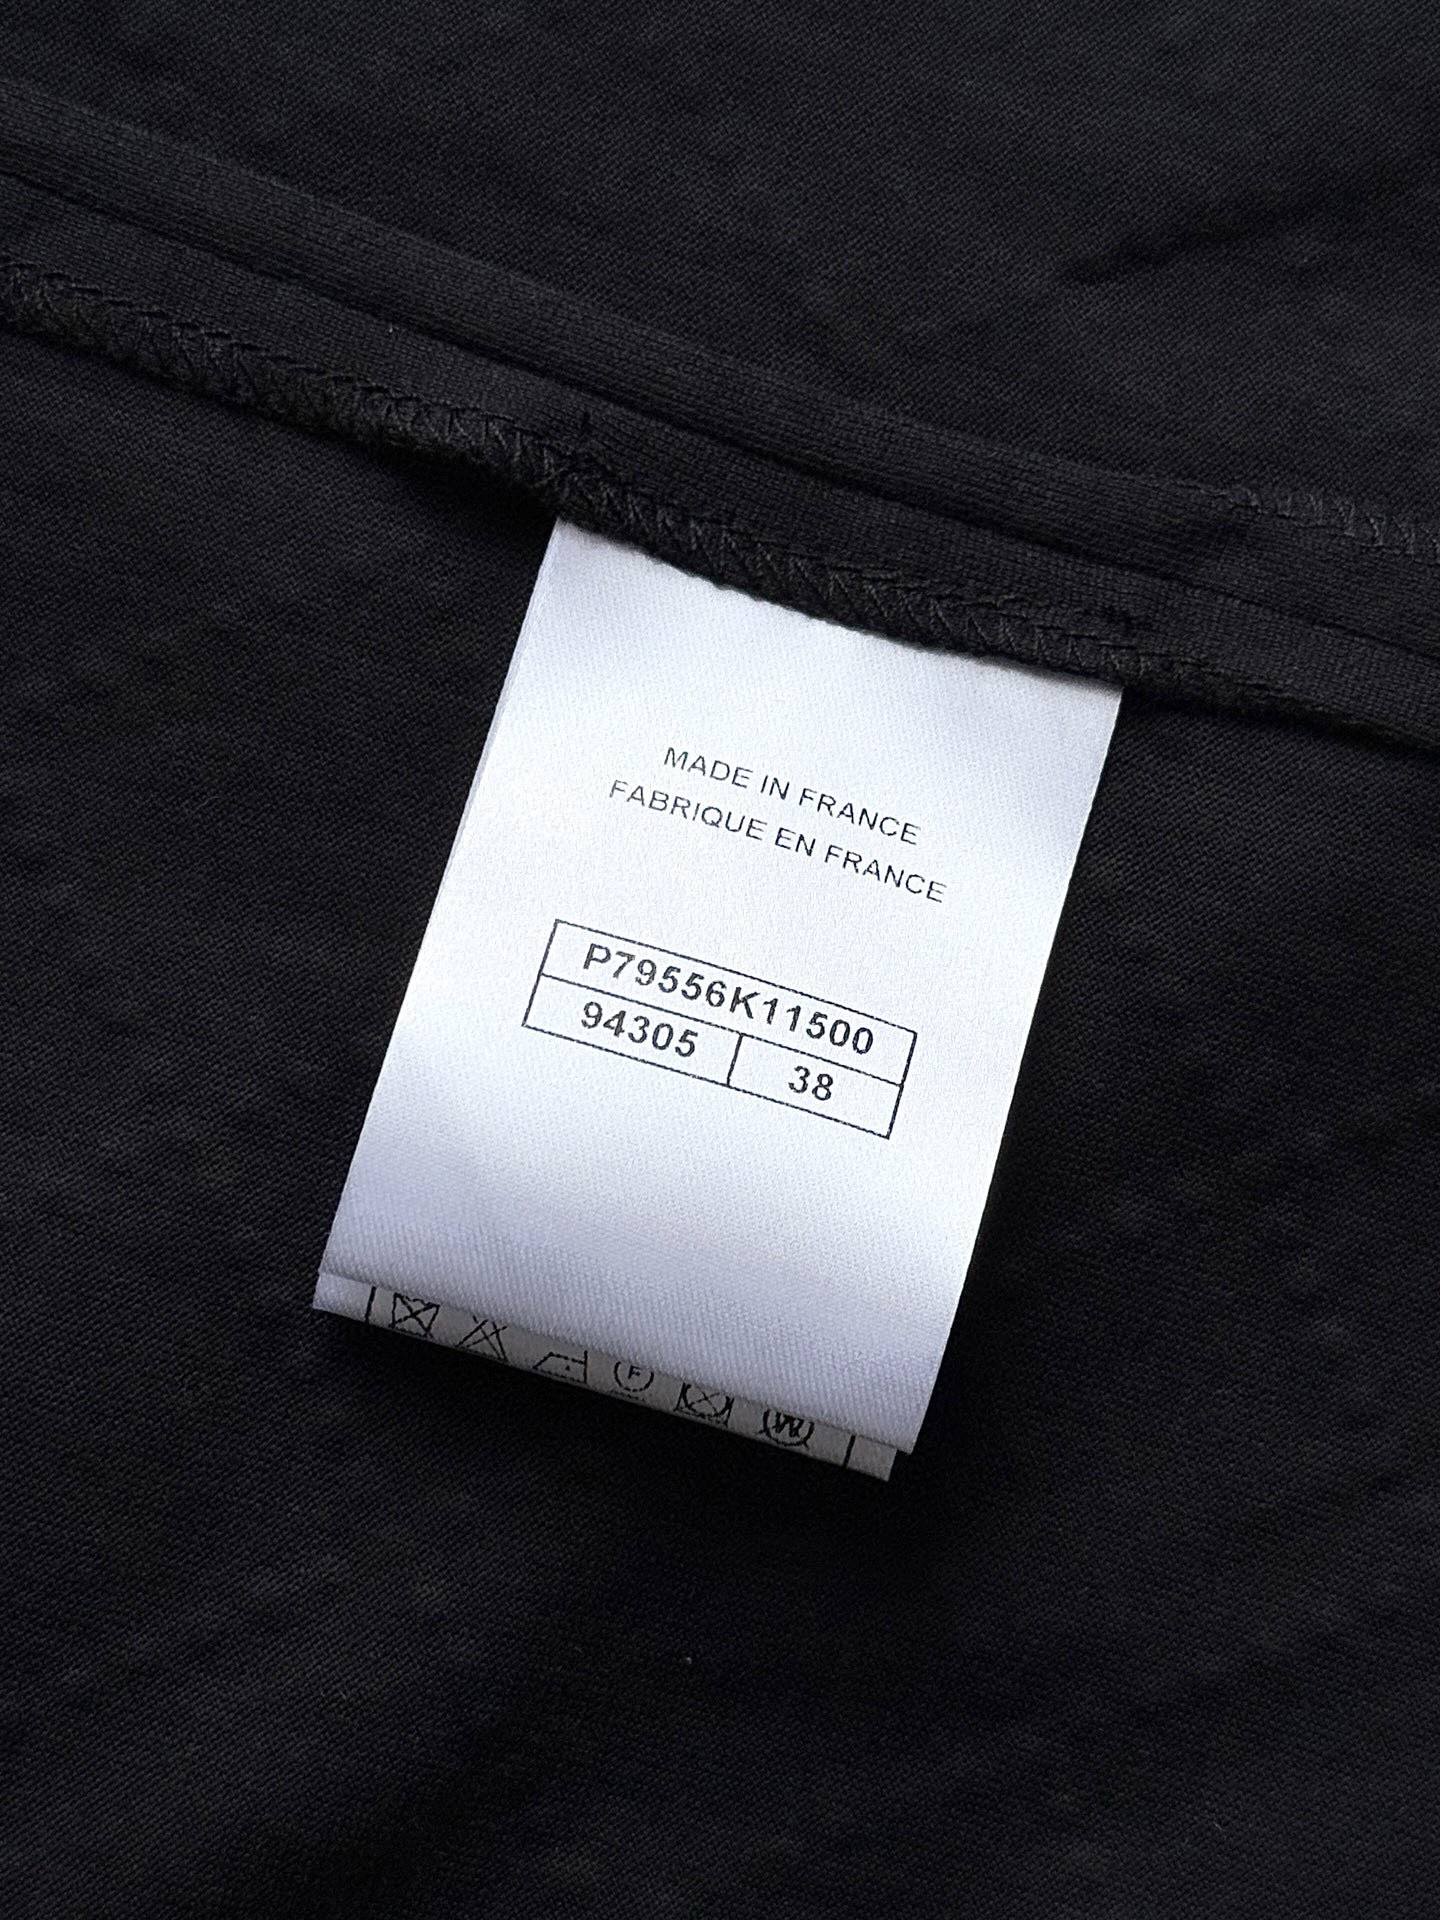 MADE IN FRANCE
FABRIQUE EN FRANCE
P79556K11500
94305 38
F W